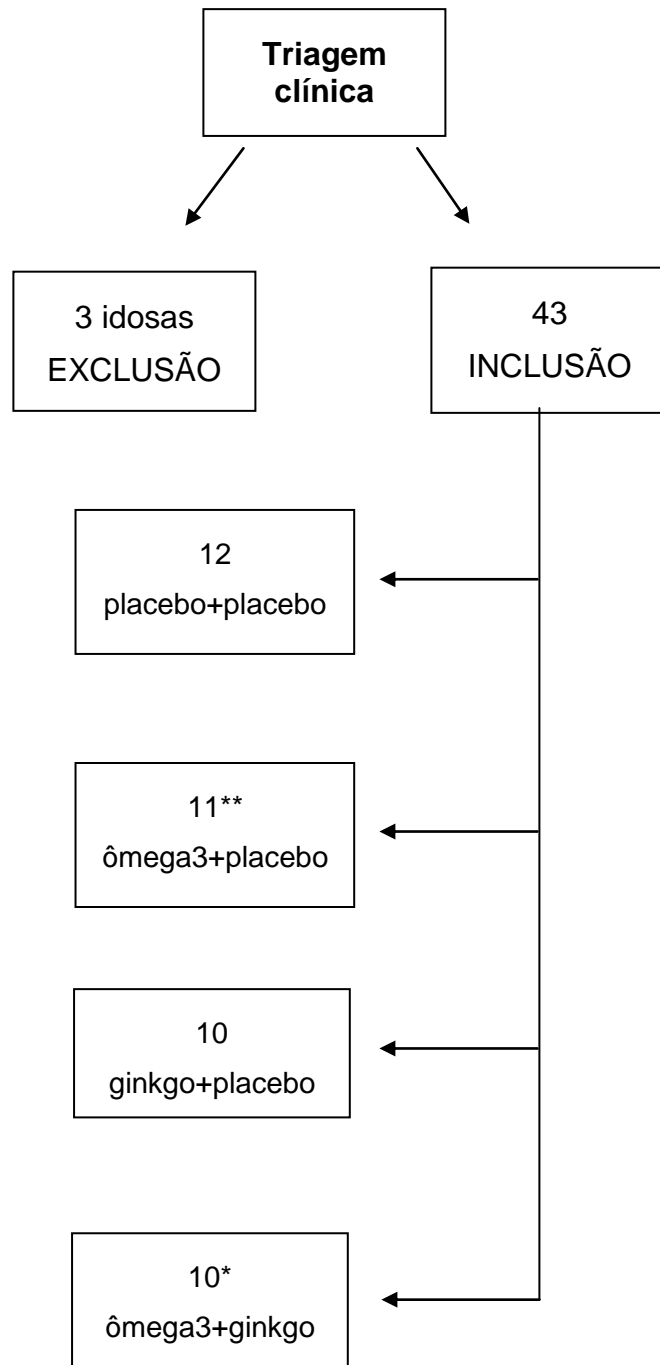 Triagem
clínica
3 idosas
EXCLUSÃO
43
INCLUSÃO
12
placebo+placebo
11**
ômega3+placebo
10
ginkgo+placebo
10*
ômega3+ginkgo